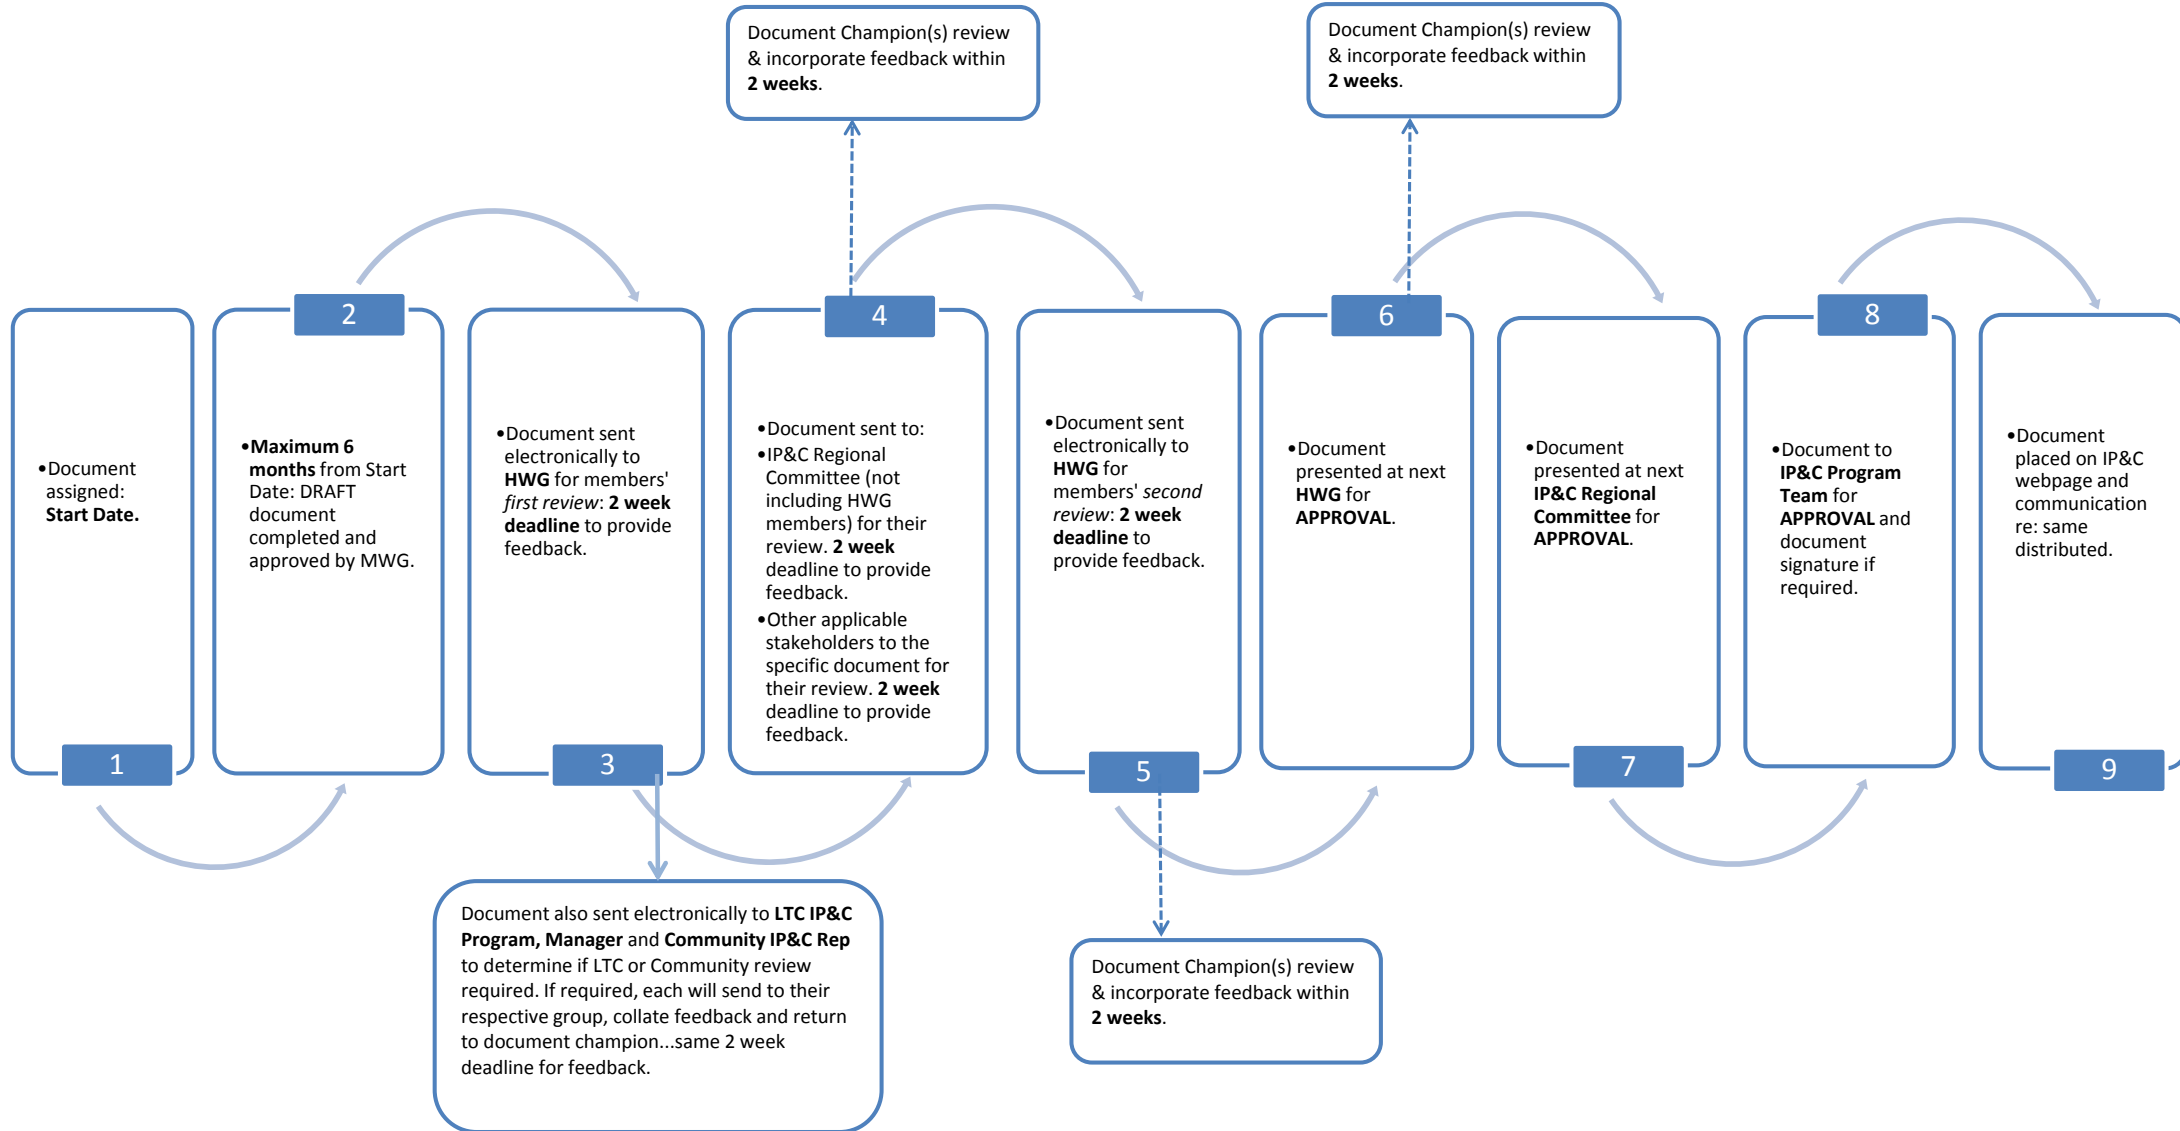 Document Champion(s) review
& incorporate feedback within
2 weeks.
Document Champion(s) review
& incorporate feedback within
2 weeks.
1
•Document
assigned:
Start Date.
2
•Maximum 6
months from Start
Date: DRAFT
document
completed and
approved by MWG.
3
•Document sent
electronically to
HWG for members'
first review: 2 week
deadline to provide
feedback.
4
•Document sent to:
•IP&C Regional
Committee (not
including HWG
members) for their
review. 2 week
deadline to provide
feedback.
•Other applicable
stakeholders to the
specific document for
their review. 2 week
deadline to provide
feedback.
5
•Document sent
electronically to
HWG for
members' second
review: 2 week
deadline to
provide feedback.
6
•Document
presented at next
HWG for
APPROVAL.
7
•Document
presented at next
IP&C Regional
Committee for
APPROVAL.
8
•Document to
IP&C Program
Team for
APPROVAL and
document
signature if
required.
9
•Document
placed on IP&C
webpage and
communication
re: same
distributed.
Document also sent electronically to LTC IP&C
Program, Manager and Community IP&C Rep
to determine if LTC or Community review
required. If required, each will send to their
respective group, collate feedback and return
to document champion...same 2 week
deadline for feedback.
Document Champion(s) review
& incorporate feedback within
2 weeks.